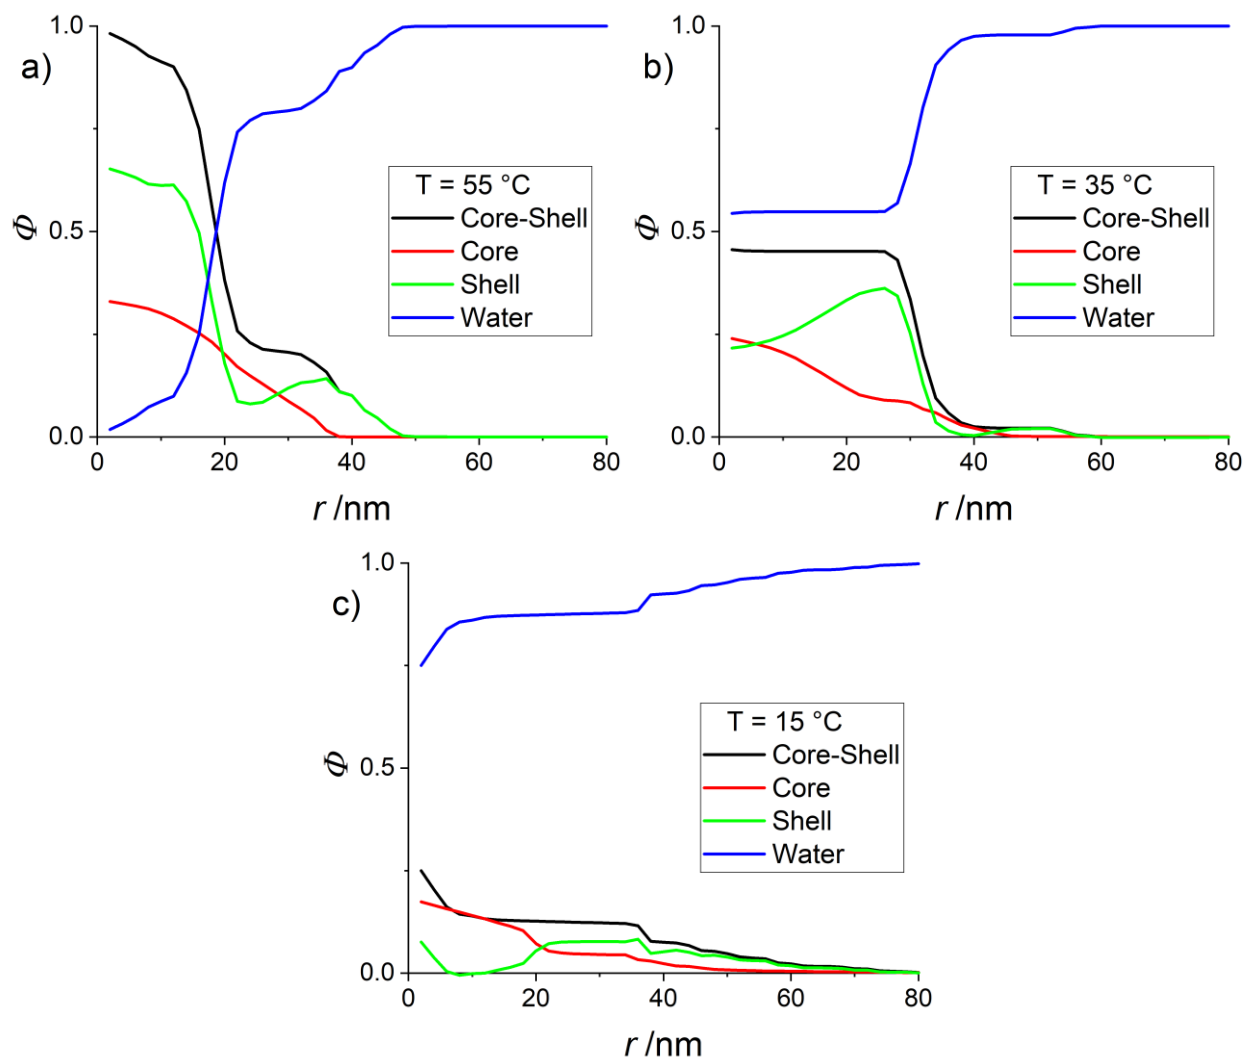 a)
1.0
0.5
0.0
Φ
T = 55 °C
Core-Shell
Core
Shell
Water
0 20 40 60 80
r /nm
b)
1.0
0.5
0.0
Φ
T = 35 °C
Core-Shell
Core
Shell
Water
0 20 40 60 80
r /nm
c)
1.0
0.5
0.0
Φ
T = 15 °C
Core-Shell
Core
Shell
Water
0 20 40 60 80
r /nm